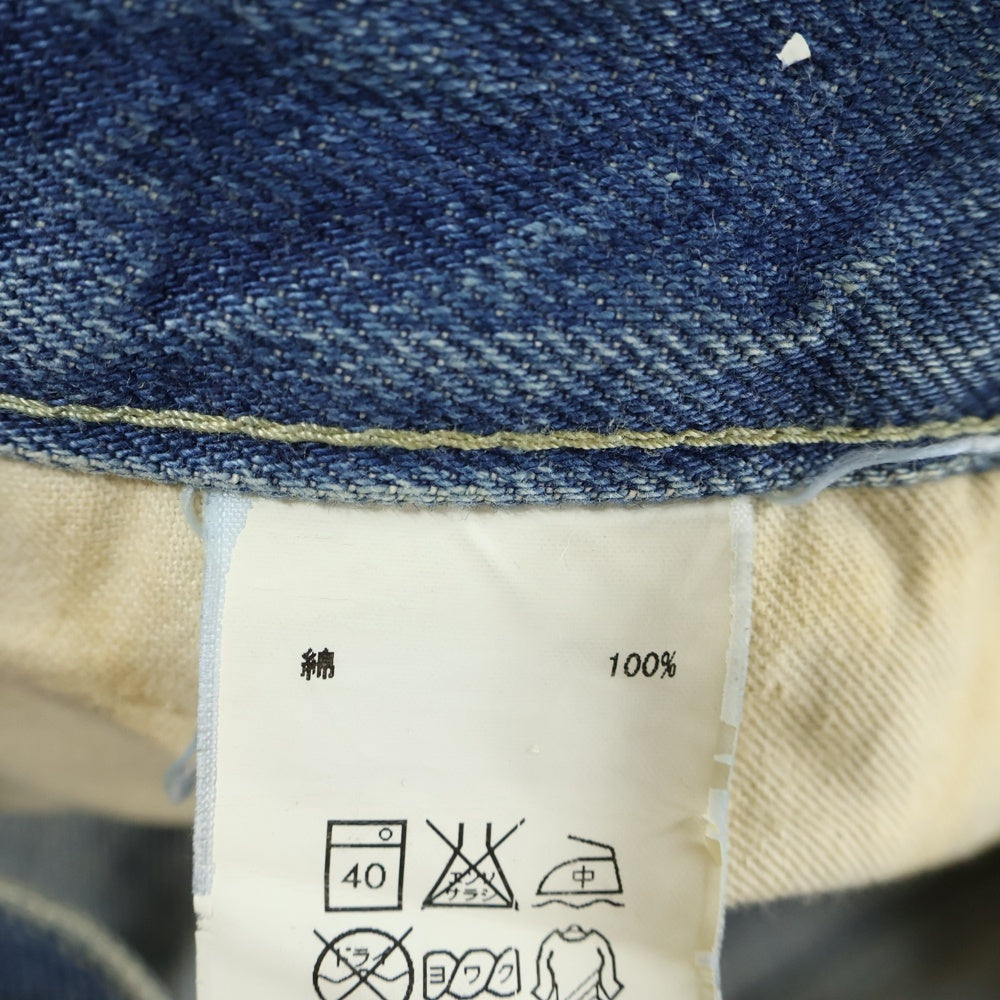 綿 100%
40 エンソ サラシ 中
ドライ ヨワク